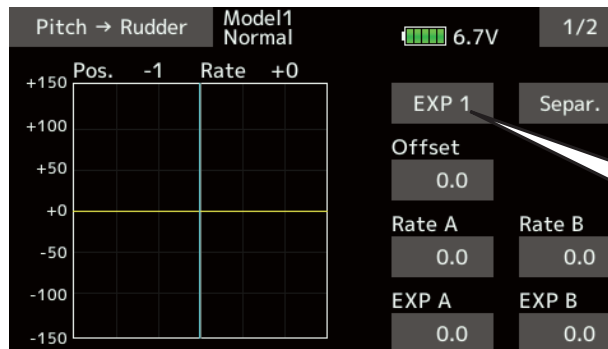 Pitch → Rudder Model1 Normal 6.7V 1/2
Pos. -1 Rate +0
+150
+100
+50
+0
-50
-100
-150
EXP 1 Separ.
Offset
0.0
Rate A Rate B
0.0 0.0
EXP A EXP B
0.0 0.0